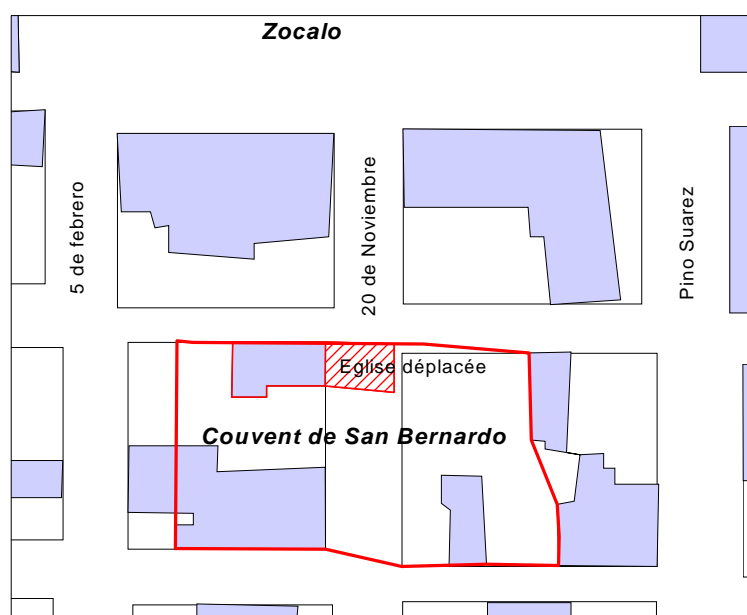 Zocalo
5 de febrero
20 de Noviembre
Pino Suarez
Eglise déplacée
Couvent de San Bernardo